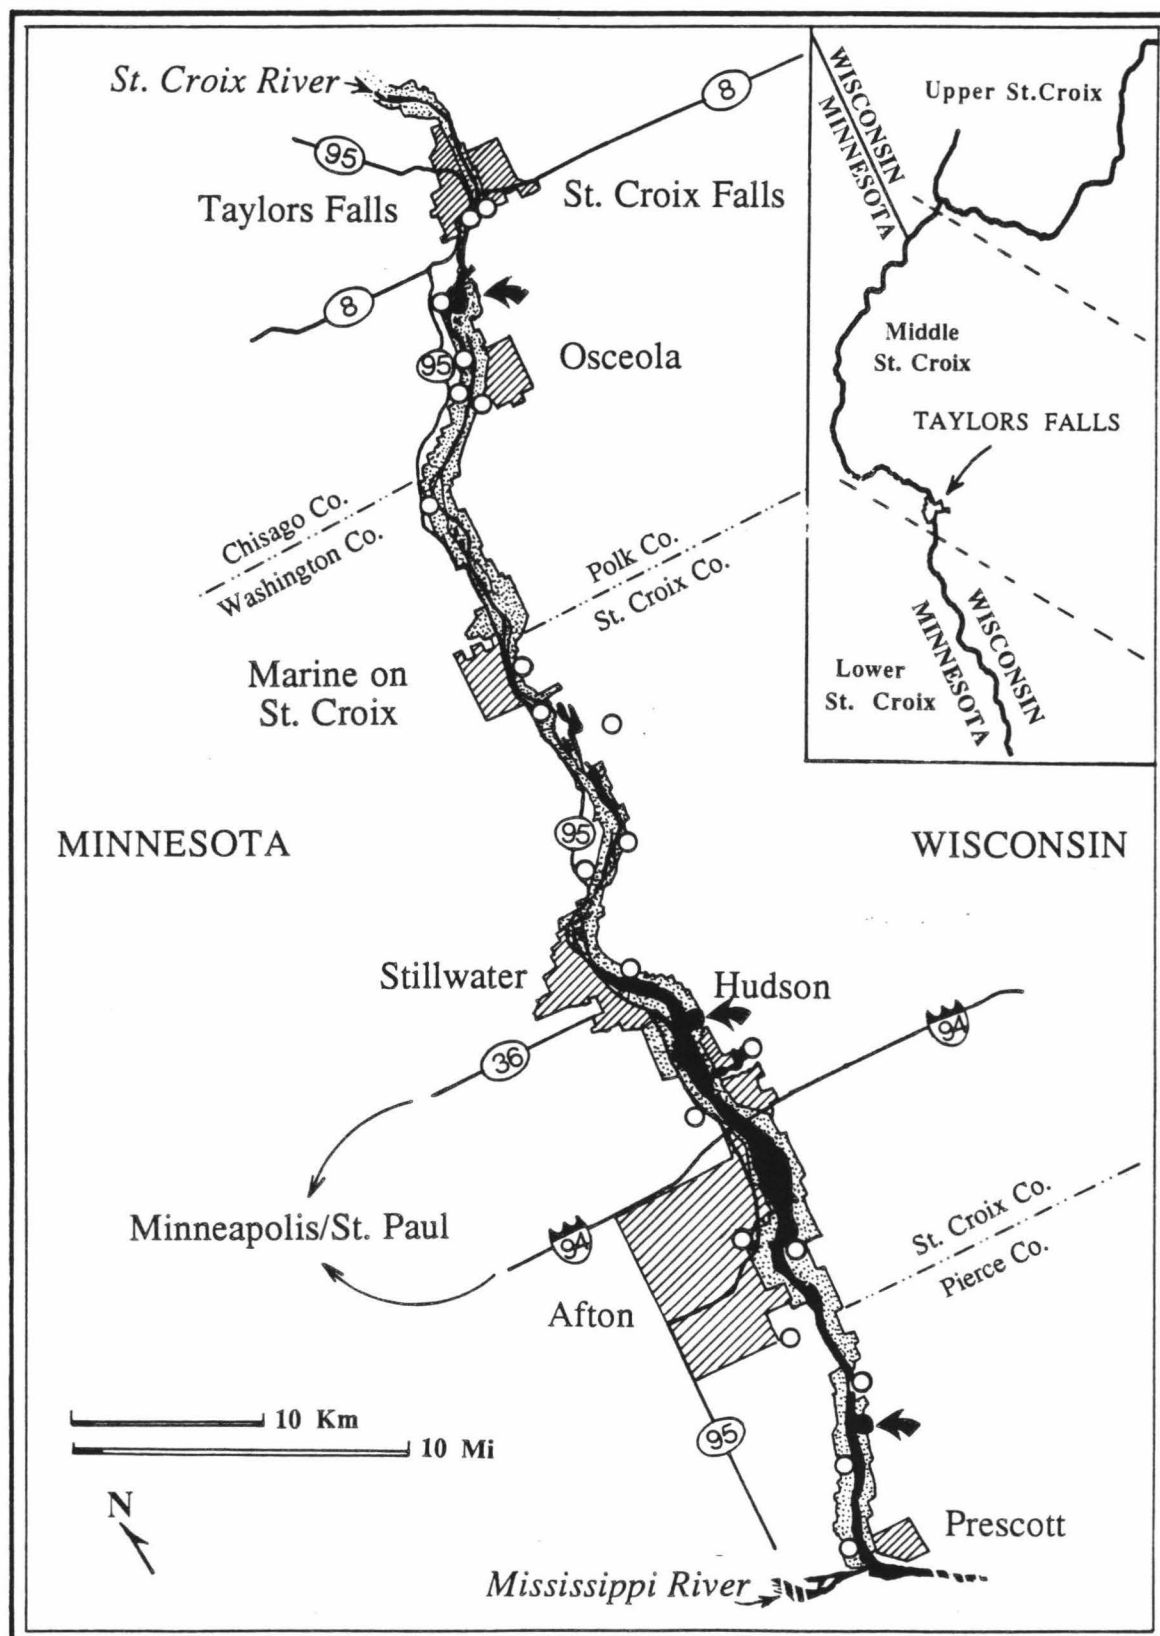 St. Croix River
8
95
Taylors Falls
St. Croix Falls
8
95
Osceola
Chisago Co.
Washington Co.
Polk Co.
St. Croix Co.
Marine on
St. Croix
95
MINNESOTA
WISCONSIN
Stillwater
Hudson
94
36
Minneapolis/St. Paul
94
St. Croix Co.
Pierce Co.
Afton
10 Km
10 Mi
95
N
Prescott
Mississippi River
WISCONSIN
MINNESOTA
Upper St.Croix
Middle
St. Croix
TAYLORS FALLS
Lower
St. Croix
MINNESOTA
WISCONSIN